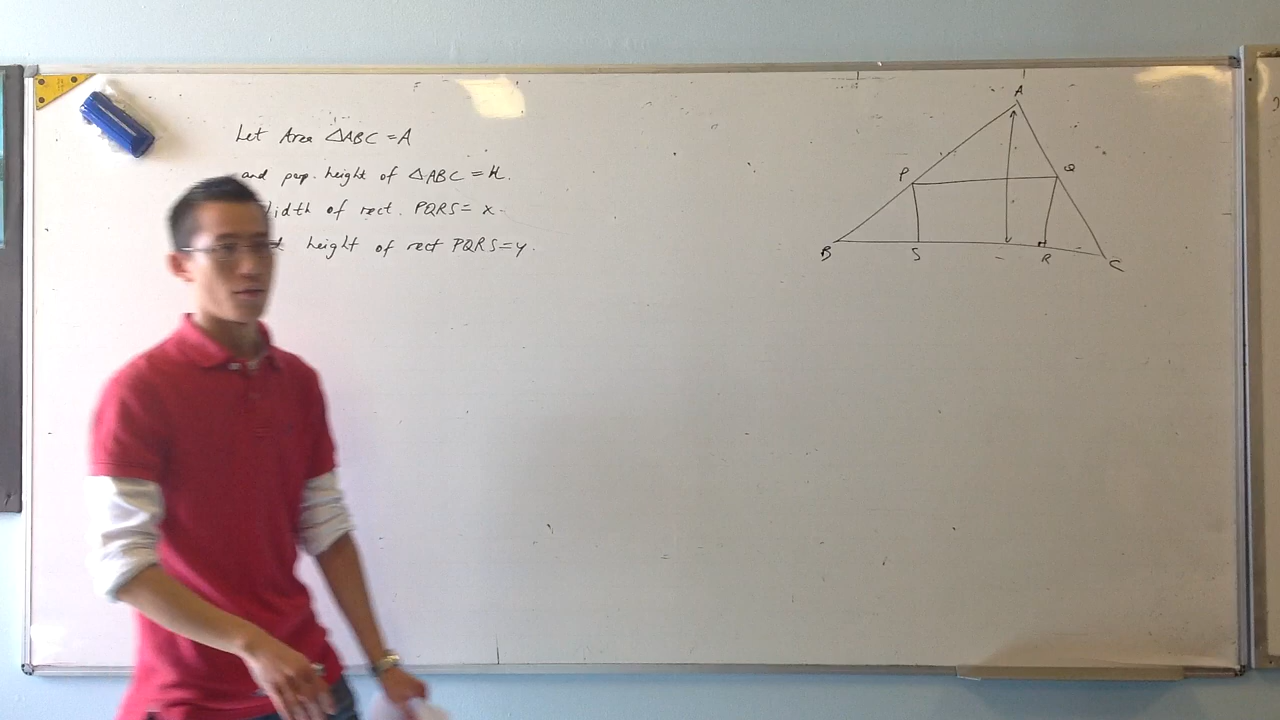 Let Area △ABC = A
and perp. height of △ABC = H.
width of rect. PQRS = x.
height of rect PQRS = y.
A
P
Q
B
S
R
C